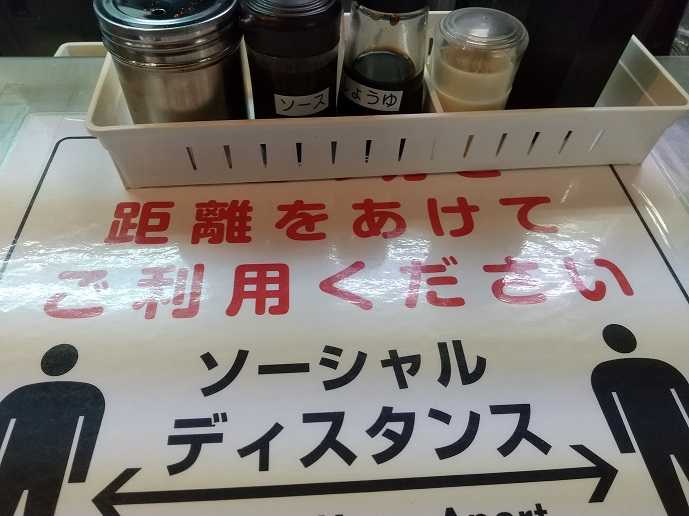 ソース
しょうゆ
距離をあけて
ご利用ください
ソーシャル
ディスタンス
Apart